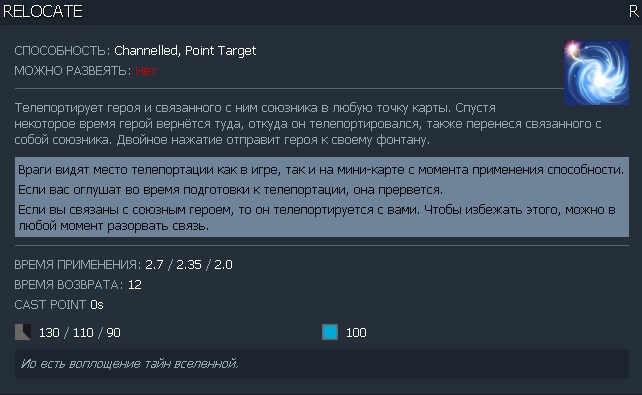 RELOCATE R
СПОСОБНОСТЬ: Channelled, Point Target
МОЖНО РАЗВЕЯТЬ: Нет
Телепортирует героя и связанного с ним союзника в любую точку карты. Спустя
некоторое время герой вернётся туда, откуда он телепортировался, также перенеся связанного с
собой союзника. Двойное нажатие отправит героя к своему фонтану.
Враги видят место телепортации как в игре, так и на мини-карте с момента применения способности.
Если вас оглушат во время подготовки к телепортации, она прервется.
Если вы связаны с союзным героем, то он телепортируется с вами. Чтобы избежать этого, можно в
любой момент разорвать связь.
ВРЕМЯ ПРИМЕНЕНИЯ: 2.7 / 2.35 / 2.0
ВРЕМЯ ВОЗВРАТА: 12
CAST POINT 0s
130 / 110 / 90 100
Ио есть воплощение тайн вселенной.